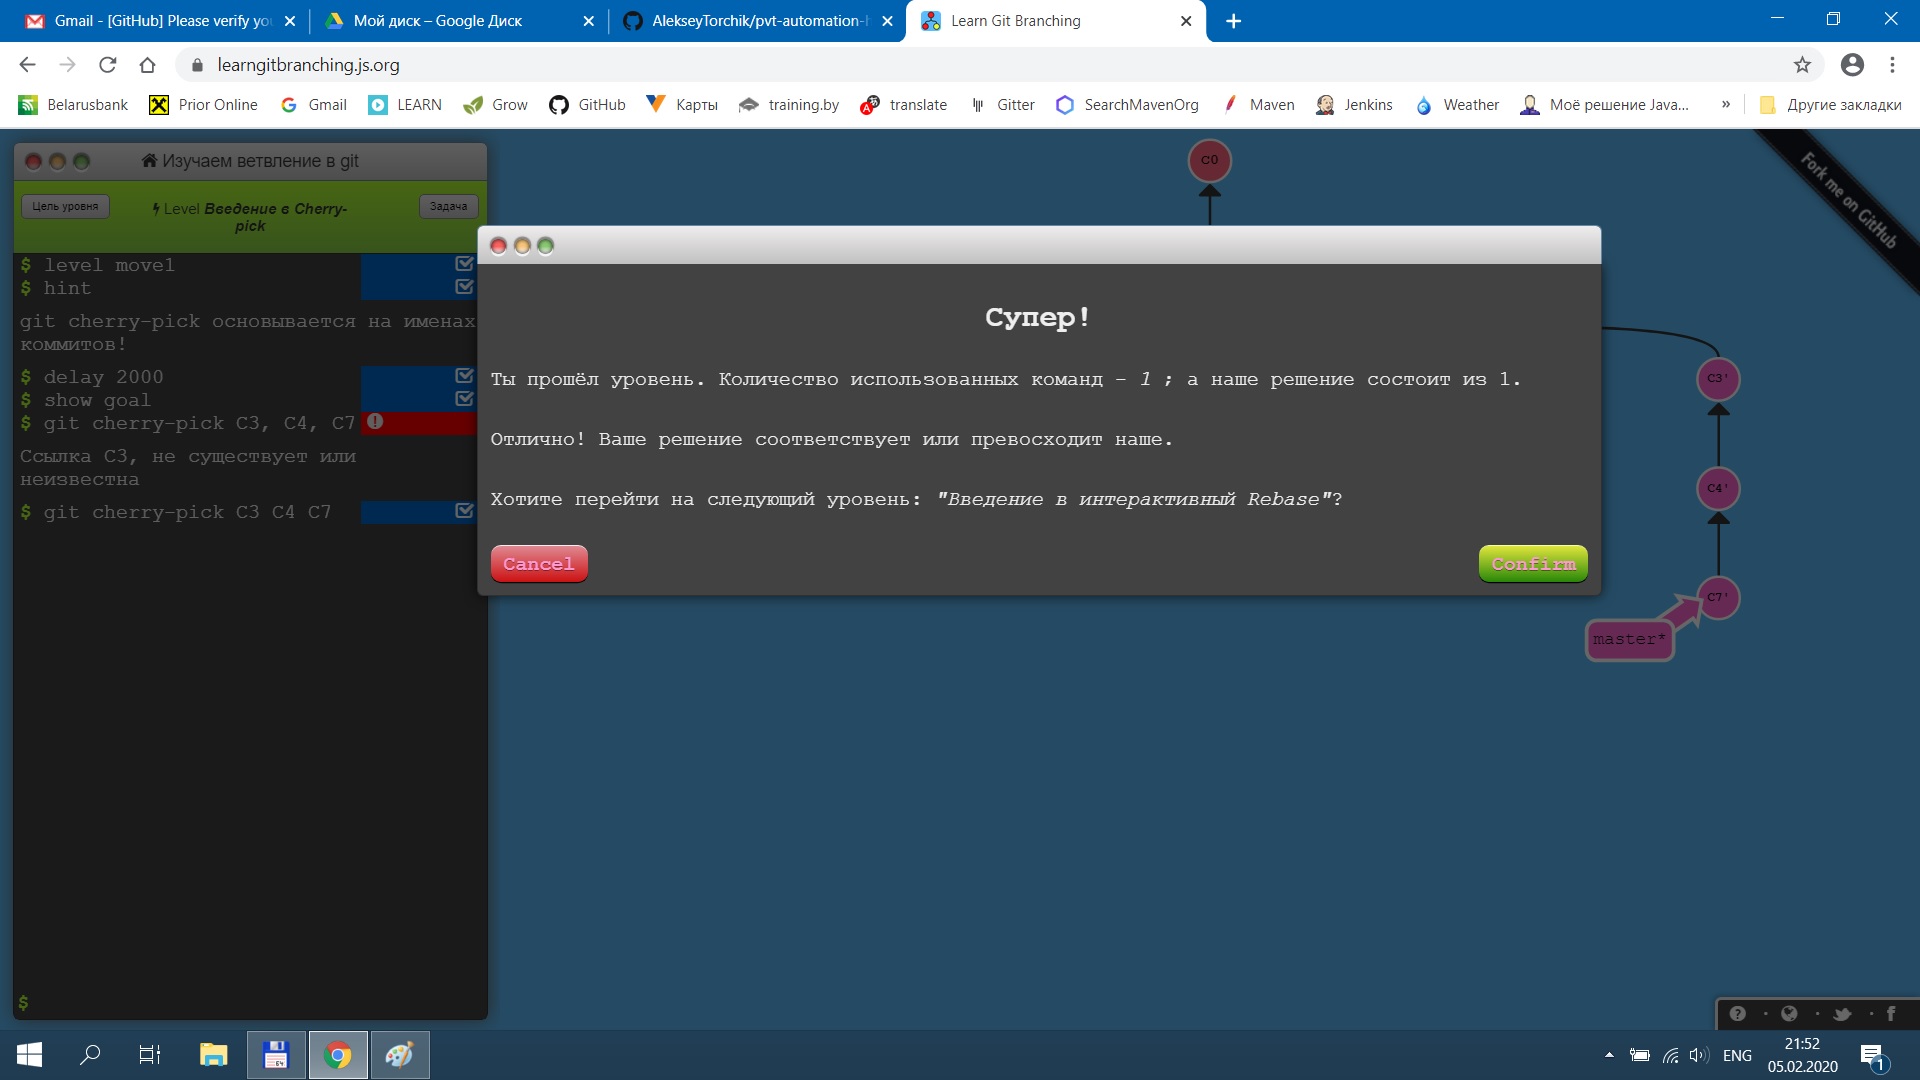 Gmail - [GitHub] Please verify you
Мой диск – Google Диск
AlekseyTorchik/pvt-automation-h
Learn Git Branching
learngitbranching.js.org
Belarusbank
Prior Online
Gmail
LEARN
Grow
GitHub
Карты
training.by
translate
Gitter
SearchMavenOrg
Maven
Jenkins
Weather
Моё решение Java...
»
Другие закладки
Изучаем ветвление в git
Цель уровня
Level Введение в Cherry-
pick
Задача
$ level move1
$ hint
git cherry-pick основывается на именах
коммитов!
$ delay 2000
$ show goal
$ git cherry-pick C3, C4, C7
Ссылка C3, не существует или
неизвестна
$ git cherry-pick C3 C4 C7
$
C0
Fork me on GitHub
Супер!
Ты прошёл уровень. Количество использованных команд - 1 ; а наше решение состоит из 1.
Отлично! Ваше решение соответствует или превосходит наше.
Хотите перейти на следующий уровень: "Введение в интерактивный Rebase"?
Cancel
Confirm
C3'
C4'
C7'
master*
64
ENG
21:52
05.02.2020
1